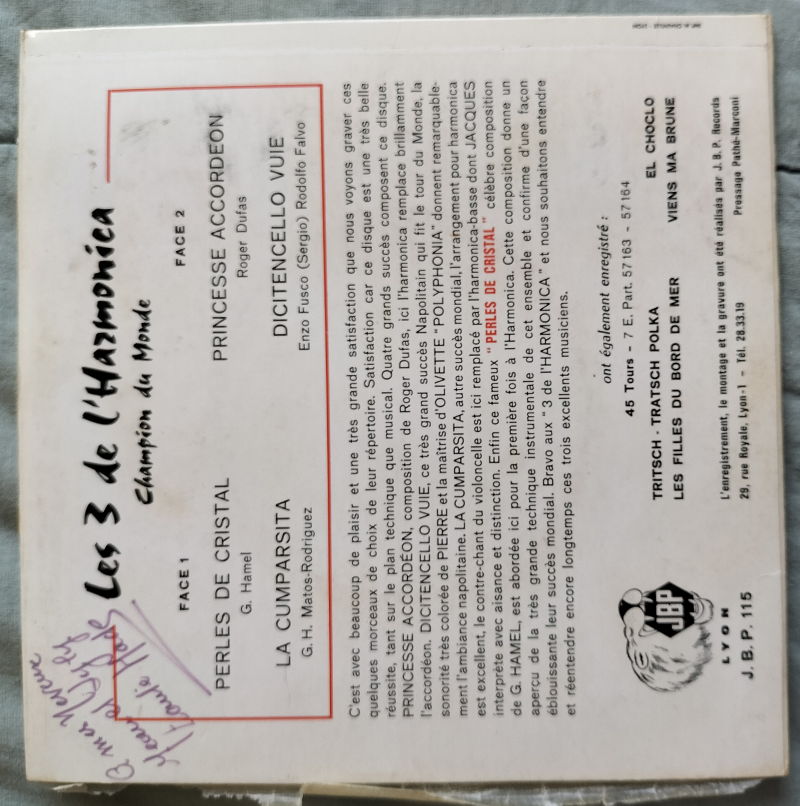 Les 3 de l'Harmonica
Champion du Monde
A mes
Jean et
FACE 1
PERLES DE CRISTAL
G. Hamel
LA CUMPARSITA
G. H. Matos-Rodriguez
FACE 2
PRINCESSE ACCORDEON
Roger Dufas
DICITENCELLO VUIE
Enzo Fusco (Sergio) Rodolfo Falvo
C'est avec beaucoup de plaisir et une très grande satisfaction que nous voyons graver ces
quelques morceaux de choix de leur répertoire. Satisfaction car ce disque est une très belle
réussite, tant sur le plan technique que musical. Quatre grands succès composent ce disque.
PRINCESSE ACCORDÉON, composition de Roger Dufas, ici l'harmonica remplace brillamment
l'accordéon. DICITENCELLO VUIE, ce très grand succès Napolitain qui fit le tour du Monde, la
sonorité très colorée de PIERRE et la maîtrise d'OLIVETTE "POLYPHONIA" donnent remarquable-
ment l'ambiance napolitaine. LA CUMPARSITA, autre succès mondial, l'arrangement pour harmonica
est excellent, le contre-chant du violoncelle est ici remplacé par l'harmonica-basse dont JACQUES
interprète avec aisance et distinction. Enfin ce fameux "PERLES DE CRISTAL" célèbre composition
de G. HAMEL, est abordée ici pour la première fois à l'Harmonica. Cette composition donne un
aperçu de la très grande technique instrumentale de cet ensemble et confirme d'une façon
éblouissante leur succès mondial. Bravo aux "3 de l'HARMONICA" et nous souhaitons entendre
et réentendre encore longtemps ces trois excellents musiciens.
ont également enregistré :
45 Tours - 7 E. Part. 57163 - 57164
TRITSCH - TRATSCH POLKA EL CHOCLO
LES FILLES DU BORD DE MER VIENS MA BRUNE
JBP
LYON
J. B. P. 115
L'enregistrement, le montage et la gravure ont été réalisés par J. B. P. Records
29, rue Royale, Lyon-1 - Tél. 28.33.19 Pressage Pathé-Marconi